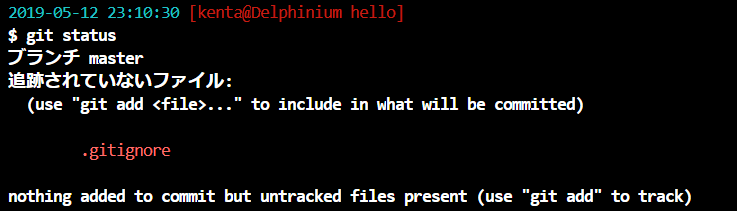 2019-05-12 23:10:30 [kenta@Delphinium hello]
$ git status
ブランチ master
追跡されていないファイル:
  (use "git add <file>..." to include in what will be committed)
        .gitignore
nothing added to commit but untracked files present (use "git add" to track)